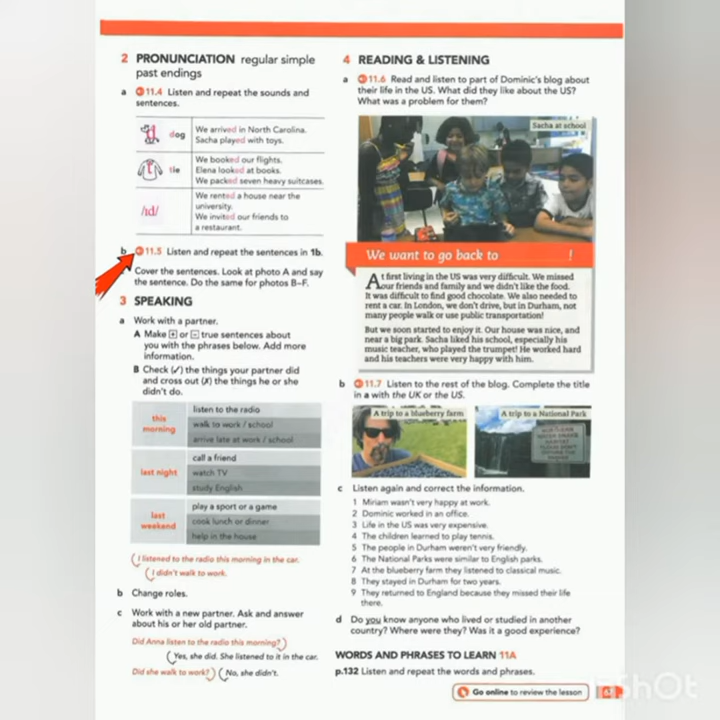 2 PRONUNCIATION regular simple
past endings
a 11.4 Listen and repeat the sounds and
sentences.
dog
We arrived in North Carolina.
Sacha played with toys.
tie
We booked our flights.
Elena looked at books.
We packed seven heavy suitcases.
/ɪd/
We rented a house near the
university.
We invited our friends to
a restaurant.
b 11.5 Listen and repeat the sentences in 1b.
Cover the sentences. Look at photo A and say
the sentence. Do the same for photos B–F.
3 SPEAKING
a Work with a partner.
A Make + or - true sentences about
you with the phrases below. Add more
information.
B Check (✓) the things your partner did
and cross out (✗) the things he or she
didn't do.
this
morning
listen to the radio
walk to work / school
arrive late at work / school
last night
call a friend
watch TV
study English
last
weekend
play a sport or a game
cook lunch or dinner
help in the house
I listened to the radio this morning in the car.
I didn't walk to work.
b Change roles.
c Work with a new partner. Ask and answer
about his or her old partner.
Did Anna listen to the radio this morning?
Yes, she did. She listened to it in the car.
Did she walk to work?
No, she didn't.
4 READING & LISTENING
a 11.6 Read and listen to part of Dominic's blog about
their life in the US. What did they like about the US?
What was a problem for them?
Sacha at school
We want to go back to !
At first living in the US was very difficult. We missed
our friends and family and we didn't like the food.
It was difficult to find good chocolate. We also needed to
rent a car. In London, we don't drive, but in Durham, not
many people walk or use public transportation!
But we soon started to enjoy it. Our house was nice, and
near a big park. Sacha liked his school, especially his
music teacher, who played the trumpet! He worked hard
and his teachers were very happy with him.
b 11.7 Listen to the rest of the blog. Complete the title
in a with the UK or the US.
A trip to a blueberry farm
A trip to a National Park
c Listen again and correct the information.
1 Miriam wasn't very happy at work.
2 Dominic worked in an office.
3 Life in the US was very expensive.
4 The children learned to play tennis.
5 The people in Durham weren't very friendly.
6 The National Parks were similar to English parks.
7 At the blueberry farm they listened to classical music.
8 They stayed in Durham for two years.
9 They returned to England because they missed their life
there.
d Do you know anyone who lived or studied in another
country? Where were they? Was it a good experience?
WORDS AND PHRASES TO LEARN 11A
p.132 Listen and repeat the words and phrases.
Go online to review the lesson